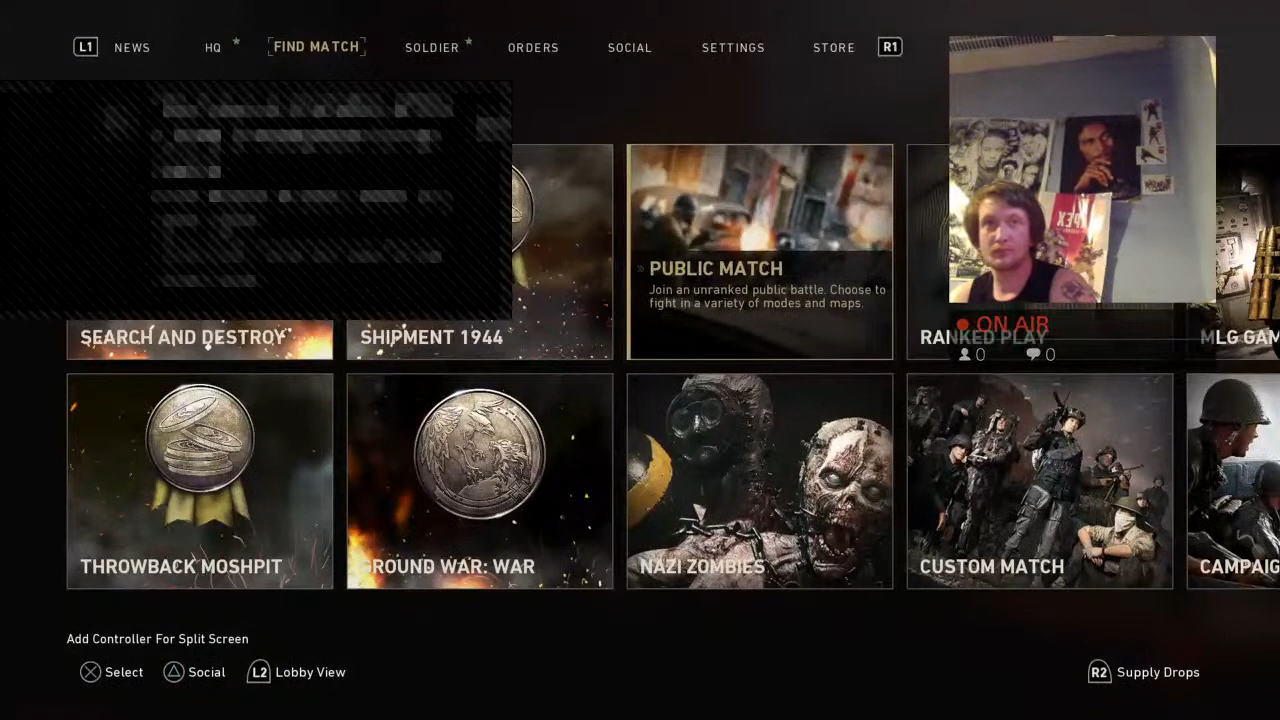 L1 NEWS HQ FIND MATCH SOLDIER ORDERS SOCIAL SETTINGS STORE R1
PUBLIC MATCH
Join an unranked public battle. Choose to
fight in a variety of modes and maps.
ON AIR
SEARCH AND DESTROY SHIPMENT 1944 RANKED PLAY MLG GAM
0 0
THROWBACK MOSHPIT GROUND WAR: WAR NAZI ZOMBIES CUSTOM MATCH CAMPAIG
Add Controller For Split Screen
Select Social L2 Lobby View R2 Supply Drops